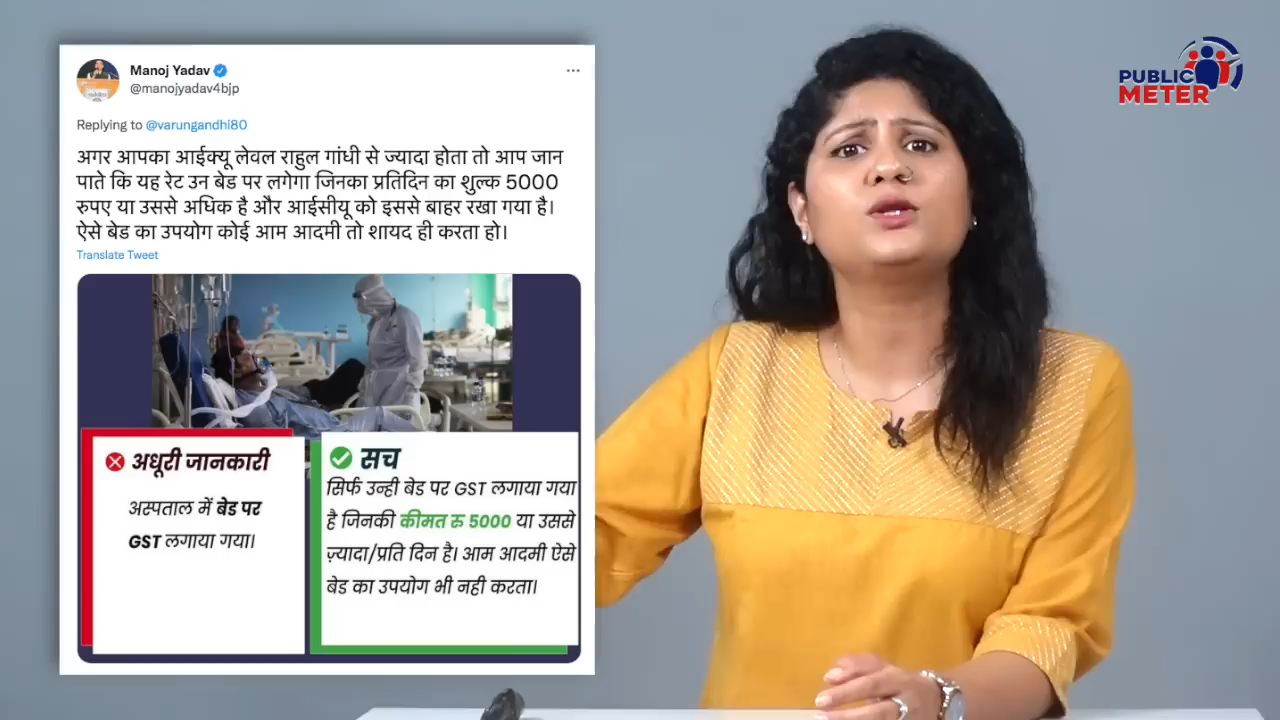 Manoj Yadav
@manojyadav4bjp
Replying to @varungandhi80
अगर आपका आईक्यू लेवल राहुल गांधी से ज्यादा होता तो आप जान
पाते कि यह रेट उन बेड पर लगेगा जिनका प्रतिदिन का शुल्क 5000
रुपए या उससे अधिक है और आईसीयू को इससे बाहर रखा गया है।
ऐसे बेड का उपयोग कोई आम आदमी तो शायद ही करता हो।
Translate Tweet
अधूरी जानकारी
अस्पताल में बेड पर
GST लगाया गया।
सच
सिर्फ उन्ही बेड पर GST लगाया गया
है जिनकी कीमत रु 5000 या उससे
ज़्यादा/प्रति दिन है। आम आदमी ऐसे
बेड का उपयोग भी नही करता।
PUBLIC
METER